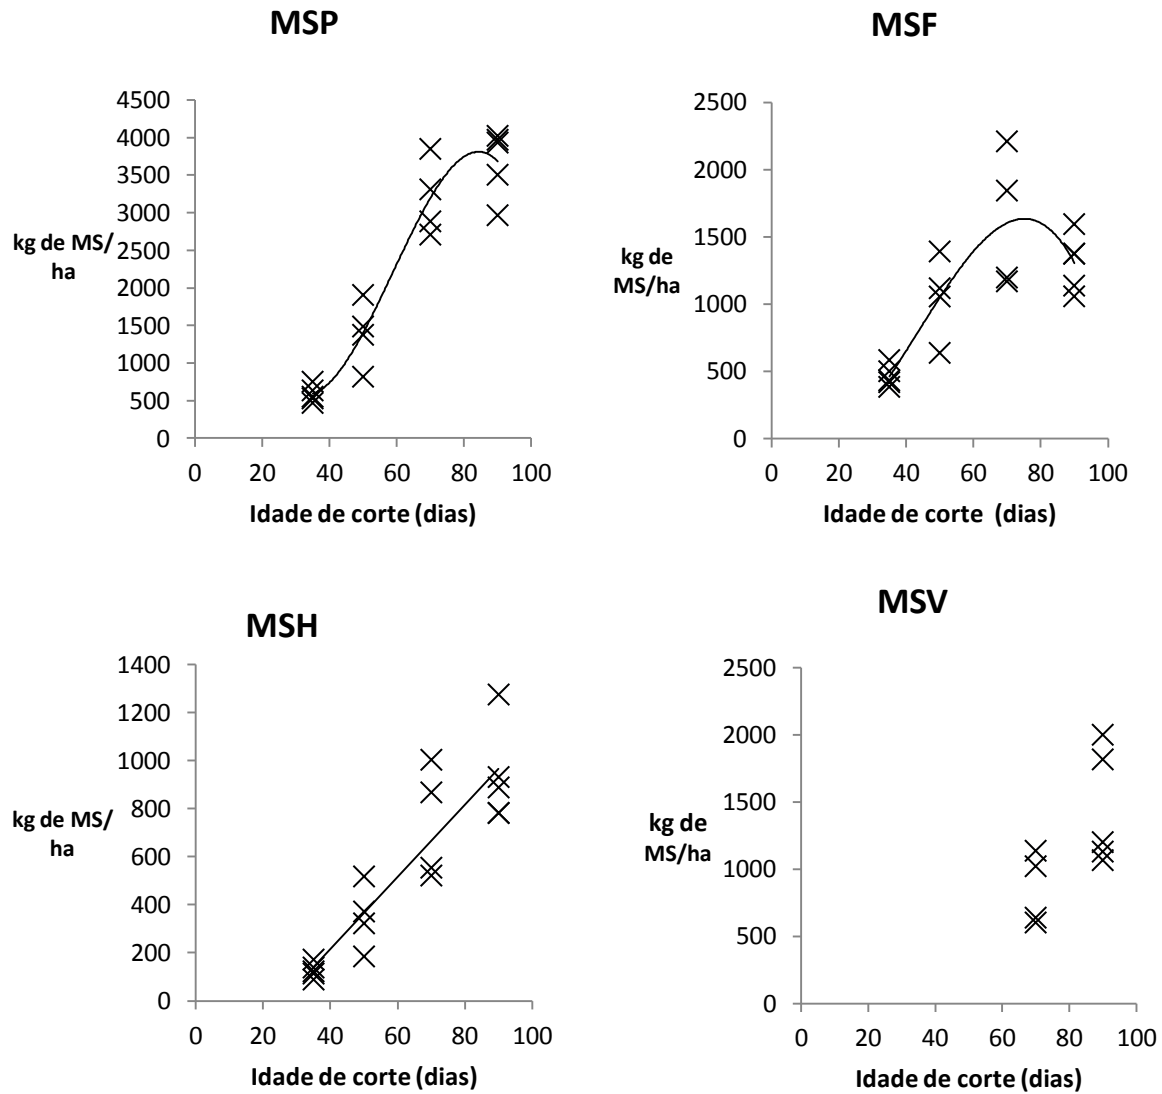 MSP
4500
4000
3500
3000
2500
2000
1500
1000
500
0
kg de MS/
ha
0 20 40 60 80 100
Idade de corte (dias)
MSF
2500
2000
1500
1000
500
0
kg de
MS/ha
0 20 40 60 80 100
Idade de corte (dias)
MSH
1400
1200
1000
800
600
400
200
0
kg de MS/
ha
0 20 40 60 80 100
Idade de corte (dias)
MSV
2500
2000
1500
1000
500
0
kg de
MS/ha
0 20 40 60 80 100
Idade de corte (dias)